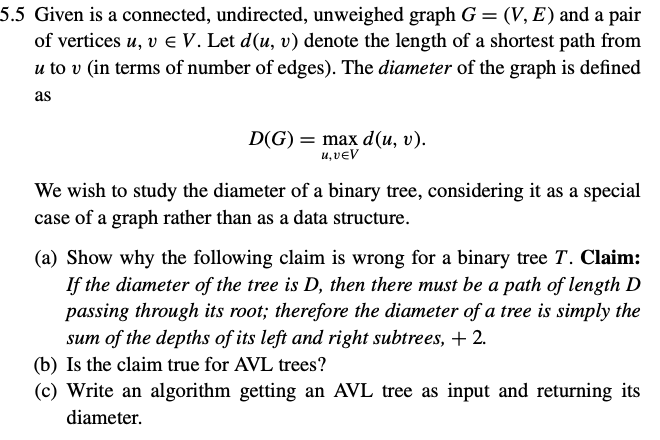 5.5 Given is a connected, undirected, unweighed graph G = (V, E) and a pair
of vertices u, v ∈ V. Let d(u, v) denote the length of a shortest path from
u to v (in terms of number of edges). The diameter of the graph is defined
as
D(G) = max d(u, v).
u,v∈V
We wish to study the diameter of a binary tree, considering it as a special
case of a graph rather than as a data structure.
(a) Show why the following claim is wrong for a binary tree T. Claim:
If the diameter of the tree is D, then there must be a path of length D
passing through its root; therefore the diameter of a tree is simply the
sum of the depths of its left and right subtrees, + 2.
(b) Is the claim true for AVL trees?
(c) Write an algorithm getting an AVL tree as input and returning its
diameter.